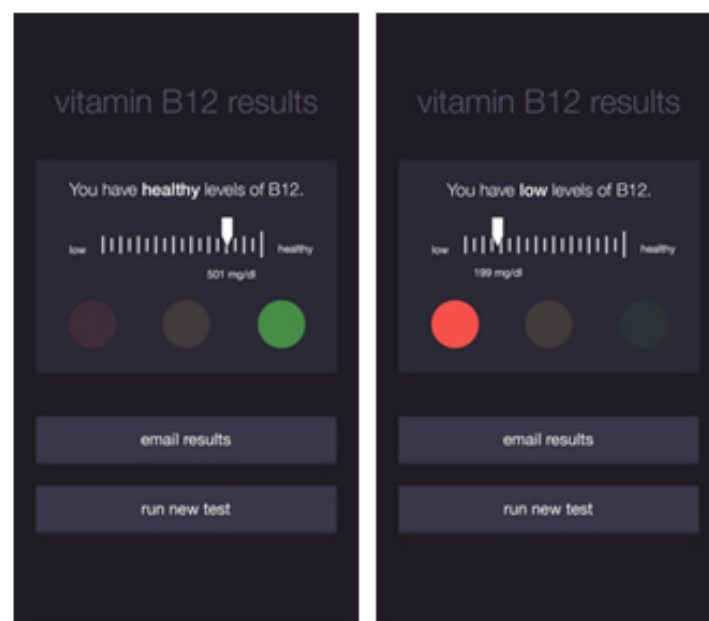 vitamin B12 results
You have healthy levels of B12.
low
healthy
501 mg/dl
email results
run new test
vitamin B12 results
You have low levels of B12.
low
healthy
199 mg/dl
email results
run new test